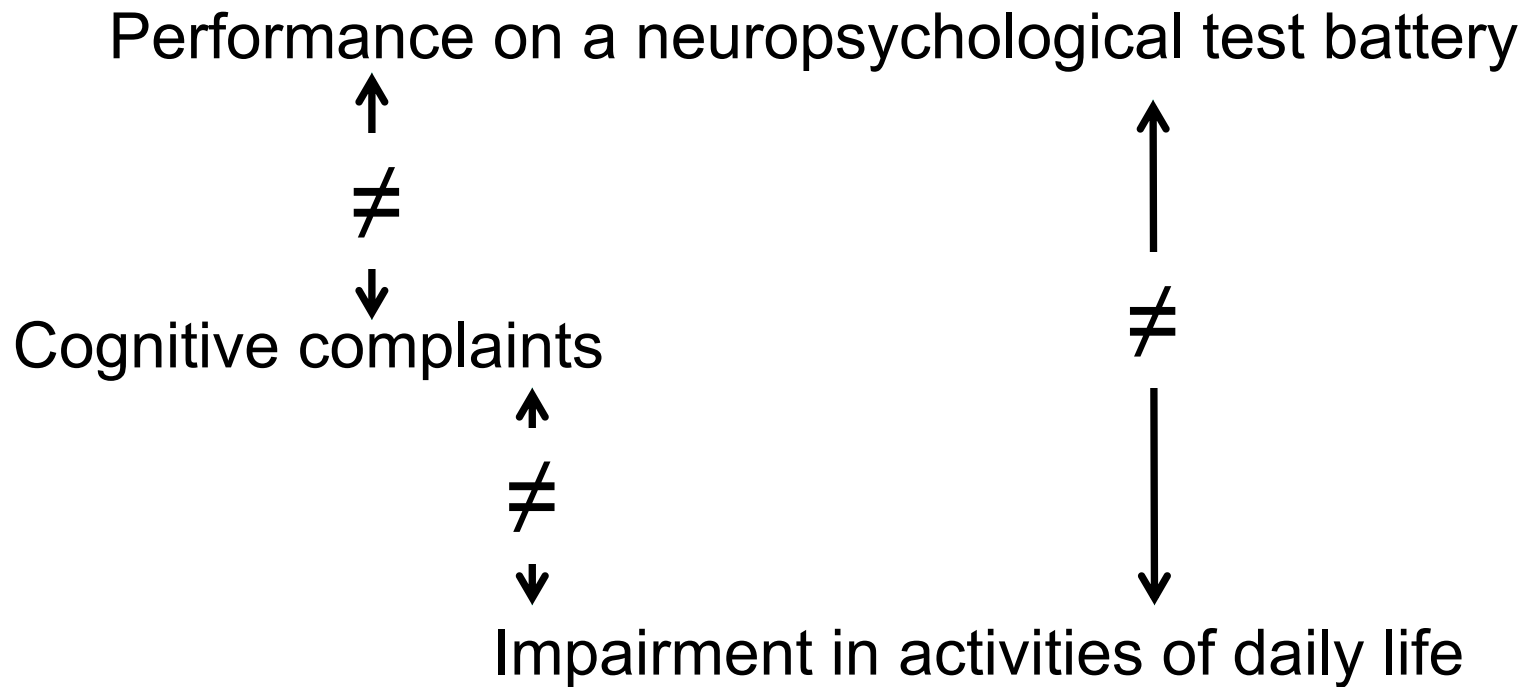 Performance on a neuropsychological test battery
≠
Cognitive complaints
≠
≠
Impairment in activities of daily life